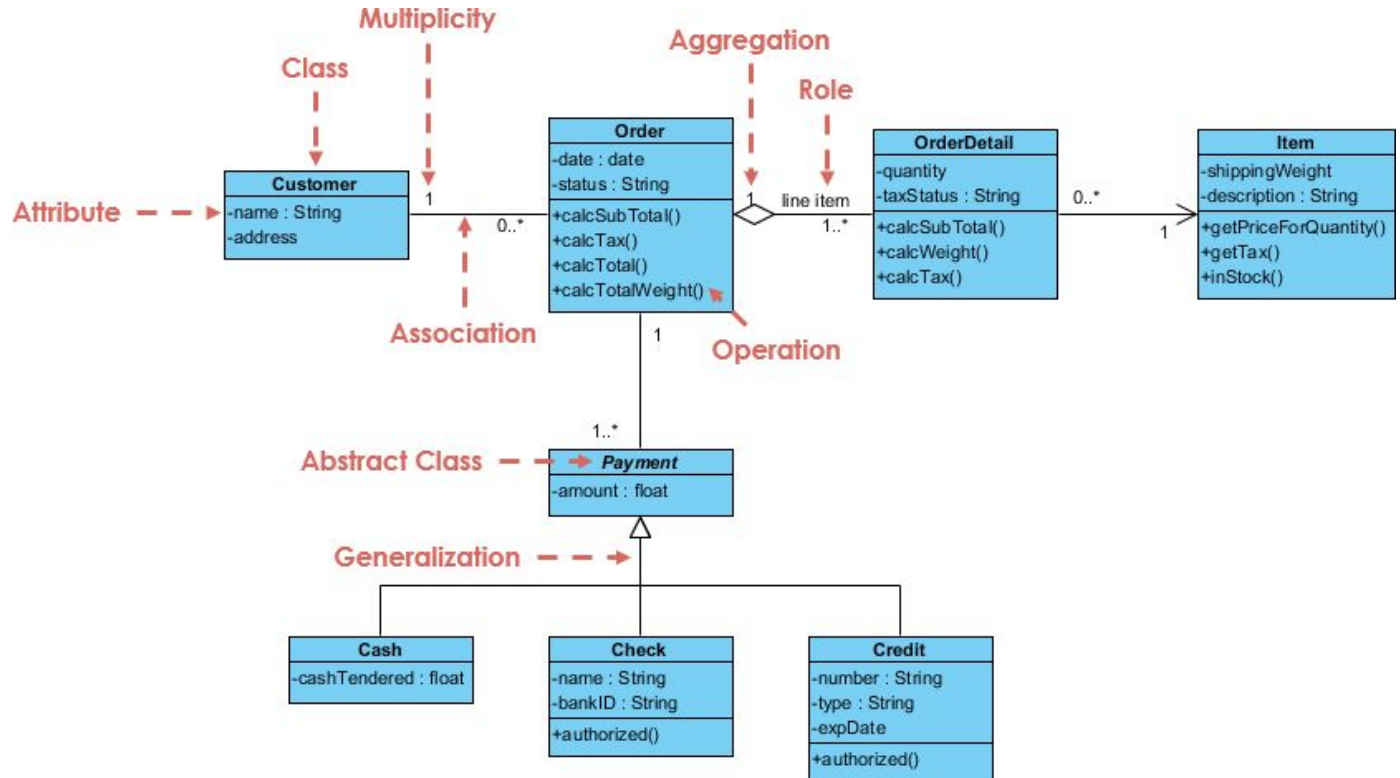 Multiplicity
Aggregation
Class
Role
Order
-date : date
-status : String
+calcSubTotal()
+calcTax()
+calcTotal()
+calcTotalWeight()
OrderDetail
-quantity
-taxStatus : String
+calcSubTotal()
+calcWeight()
+calcTax()
Item
-shippingWeight
-description : String
+getPriceForQuantity()
+getTax()
+inStock()
Customer
-name : String
-address
Attribute
1
0..*
1
line item
1..*
0..*
1
Association
Operation
1
1..*
Abstract Class
Payment
-amount : float
Generalization
Cash
-cashTendered : float
Check
-name : String
-bankID : String
+authorized()
Credit
-number : String
-type : String
-expDate
+authorized()